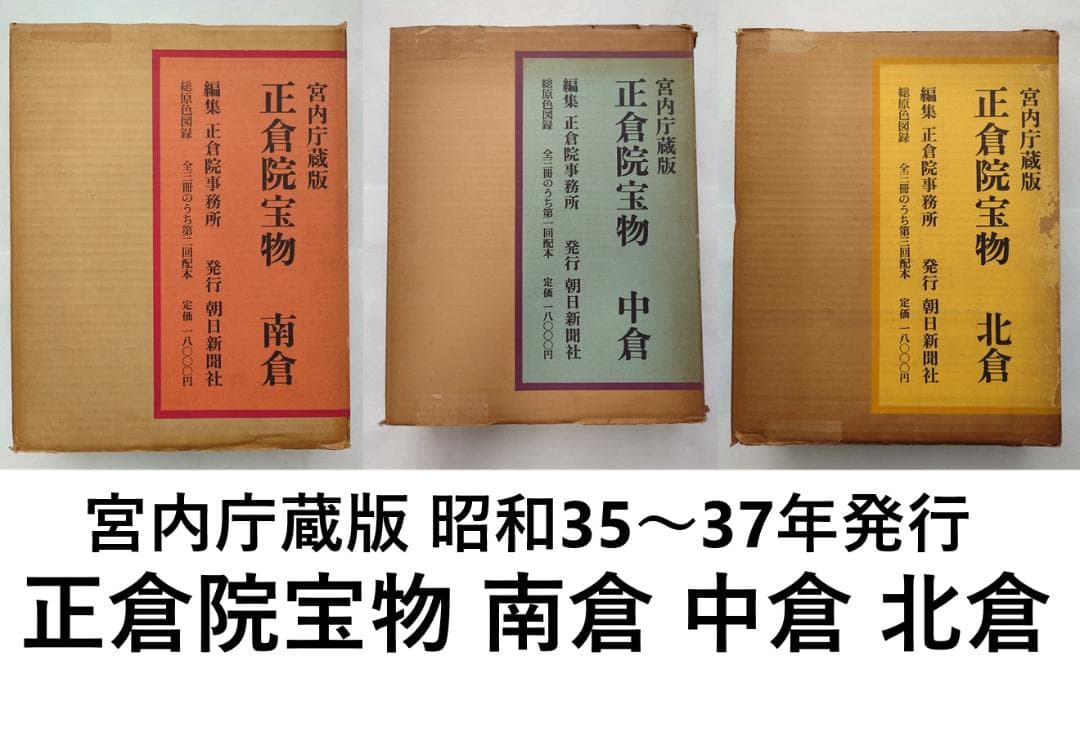 宮内庁蔵版
正倉院宝物 南倉
編集 正倉院事務所 発行 朝日新聞社
総原色図録 全三冊のうち第二回配本 定価 一八〇〇〇円
宮内庁蔵版
正倉院宝物 中倉
編集 正倉院事務所 発行 朝日新聞社
総原色図録 全三冊のうち第一回配本 定価 一八〇〇〇円
宮内庁蔵版
正倉院宝物 北倉
編集 正倉院事務所 発行 朝日新聞社
総原色図録 全三冊のうち第三回配本 定価 一八〇〇〇円
宮内庁蔵版 昭和35～37年発行
正倉院宝物 南倉 中倉 北倉